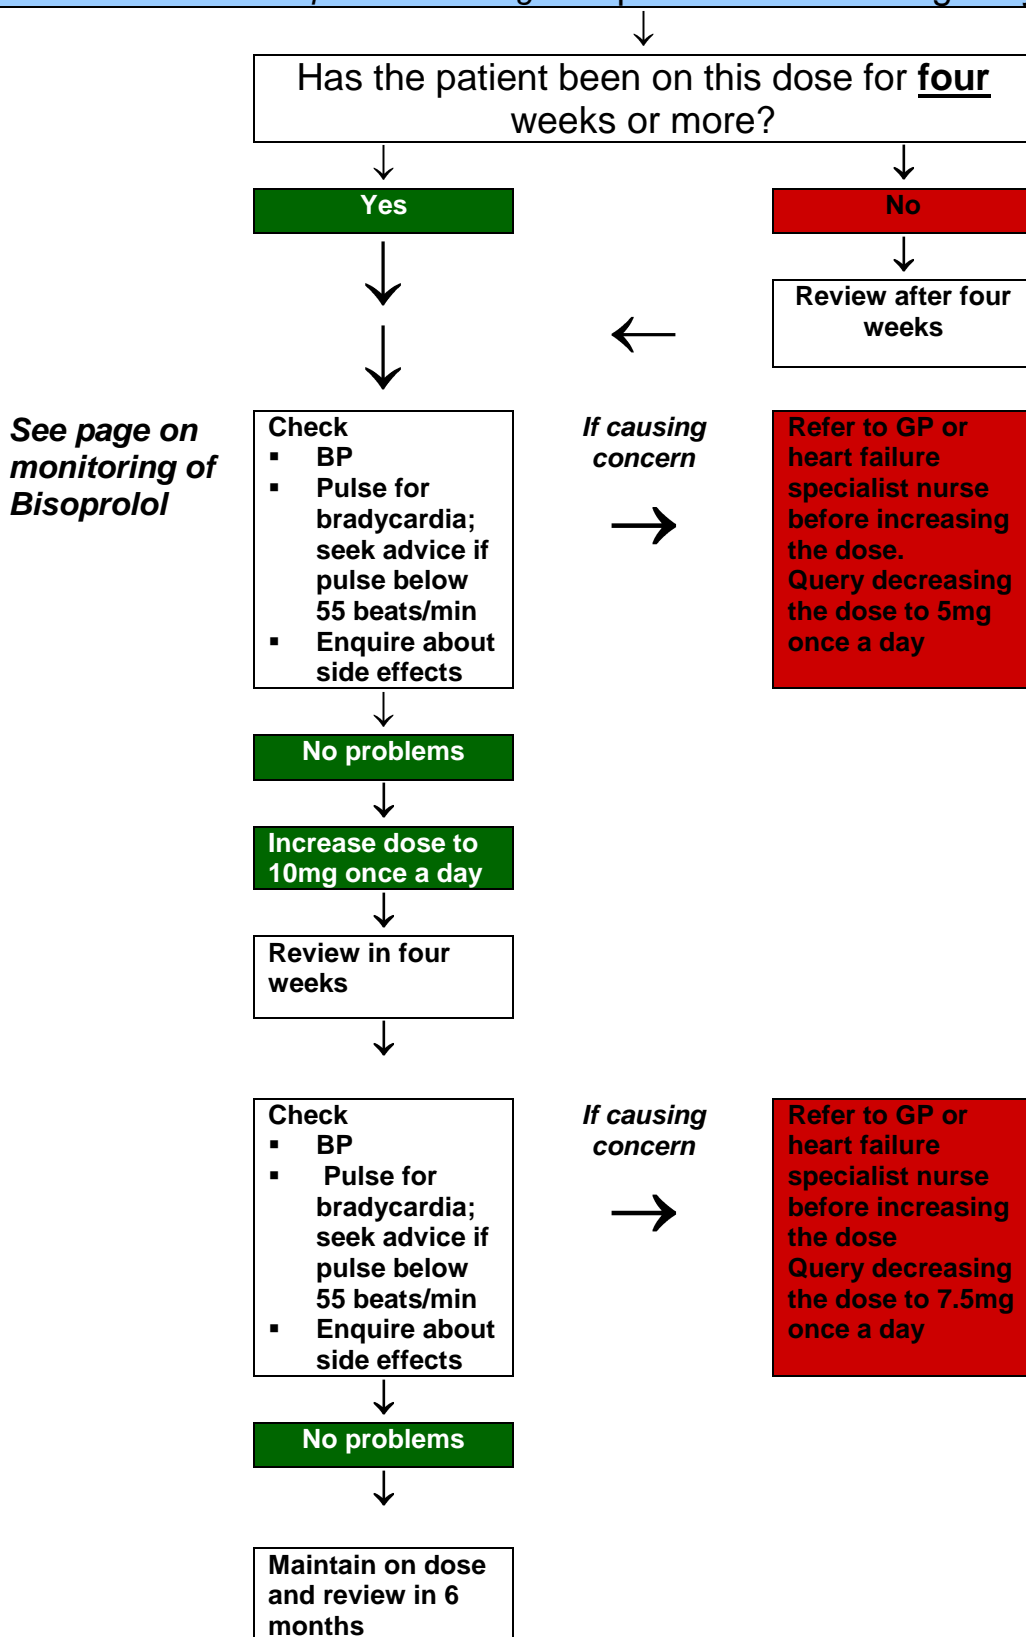 Has the patient been on this dose for four
weeks or more?
Yes
No
Review after four
weeks
See page on
monitoring of
Bisoprolol
Check
▪ BP
▪ Pulse for
bradycardia;
seek advice if
pulse below
55 beats/min
▪ Enquire about
side effects
If causing
concern
Refer to GP or
heart failure
specialist nurse
before increasing
the dose.
Query decreasing
the dose to 5mg
once a day
No problems
Increase dose to
10mg once a day
Review in four
weeks
Check
▪ BP
▪ Pulse for
bradycardia;
seek advice if
pulse below
55 beats/min
▪ Enquire about
side effects
If causing
concern
Refer to GP or
heart failure
specialist nurse
before increasing
the dose
Query decreasing
the dose to 7.5mg
once a day
No problems
Maintain on dose
and review in 6
months